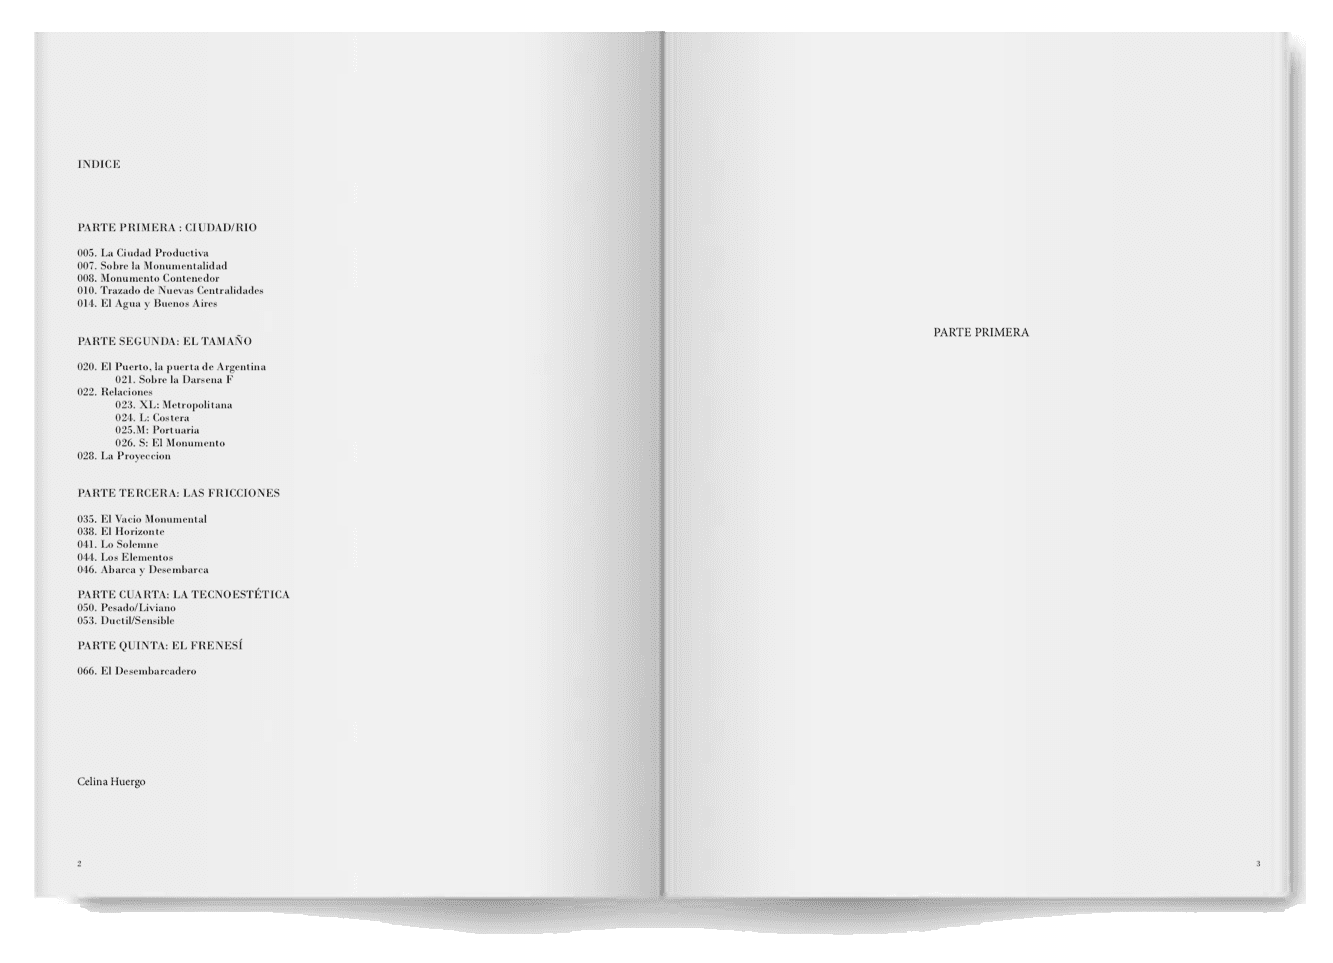 INDICE
PARTE PRIMERA : CIUDAD/RIO
005. La Ciudad Productiva
007. Sobre la Monumentalidad
008. Monumento Contenedor
010. Trazado de Nuevas Centralidades
014. El Agua y Buenos Aires
PARTE SEGUNDA: EL TAMAÑO
020. El Puerto, la puerta de Argentina
021. Sobre la Darsena F
022. Relaciones
023. XL: Metropolitana
024. L: Costera
025.M: Portuaria
026. S: El Monumento
028. La Proyeccion
PARTE TERCERA: LAS FRICCIONES
035. El Vacio Monumental
038. El Horizonte
041. Lo Solemne
044. Los Elementos
046. Abarca y Desembarca
PARTE CUARTA: LA TECNOESTÉTICA
050. Pesado/Liviano
053. Ductil/Sensible
PARTE QUINTA: EL FRENESÍ
066. El Desembarcadero
Celina Huergo
2
PARTE PRIMERA
3